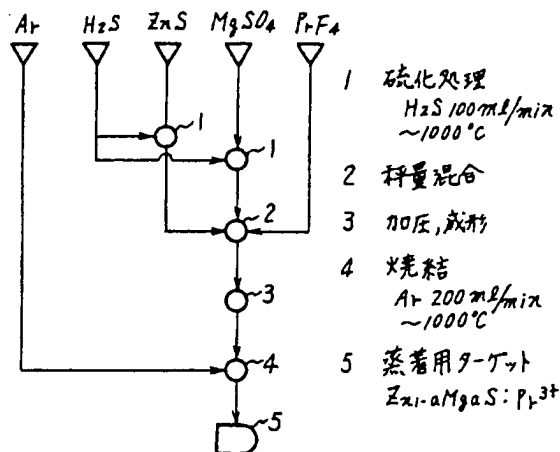 Ar H2S ZnS MgSO4 PrF4
1
1
2
3
4
5
1 硫化処理
H2S 100ml/min
~1000°C
2 秤量混合
3 加圧,成形
4 焼結
Ar 200ml/min
~1000°C
5 蒸着用ターゲット
Zn1-aMgaS:Pr3+